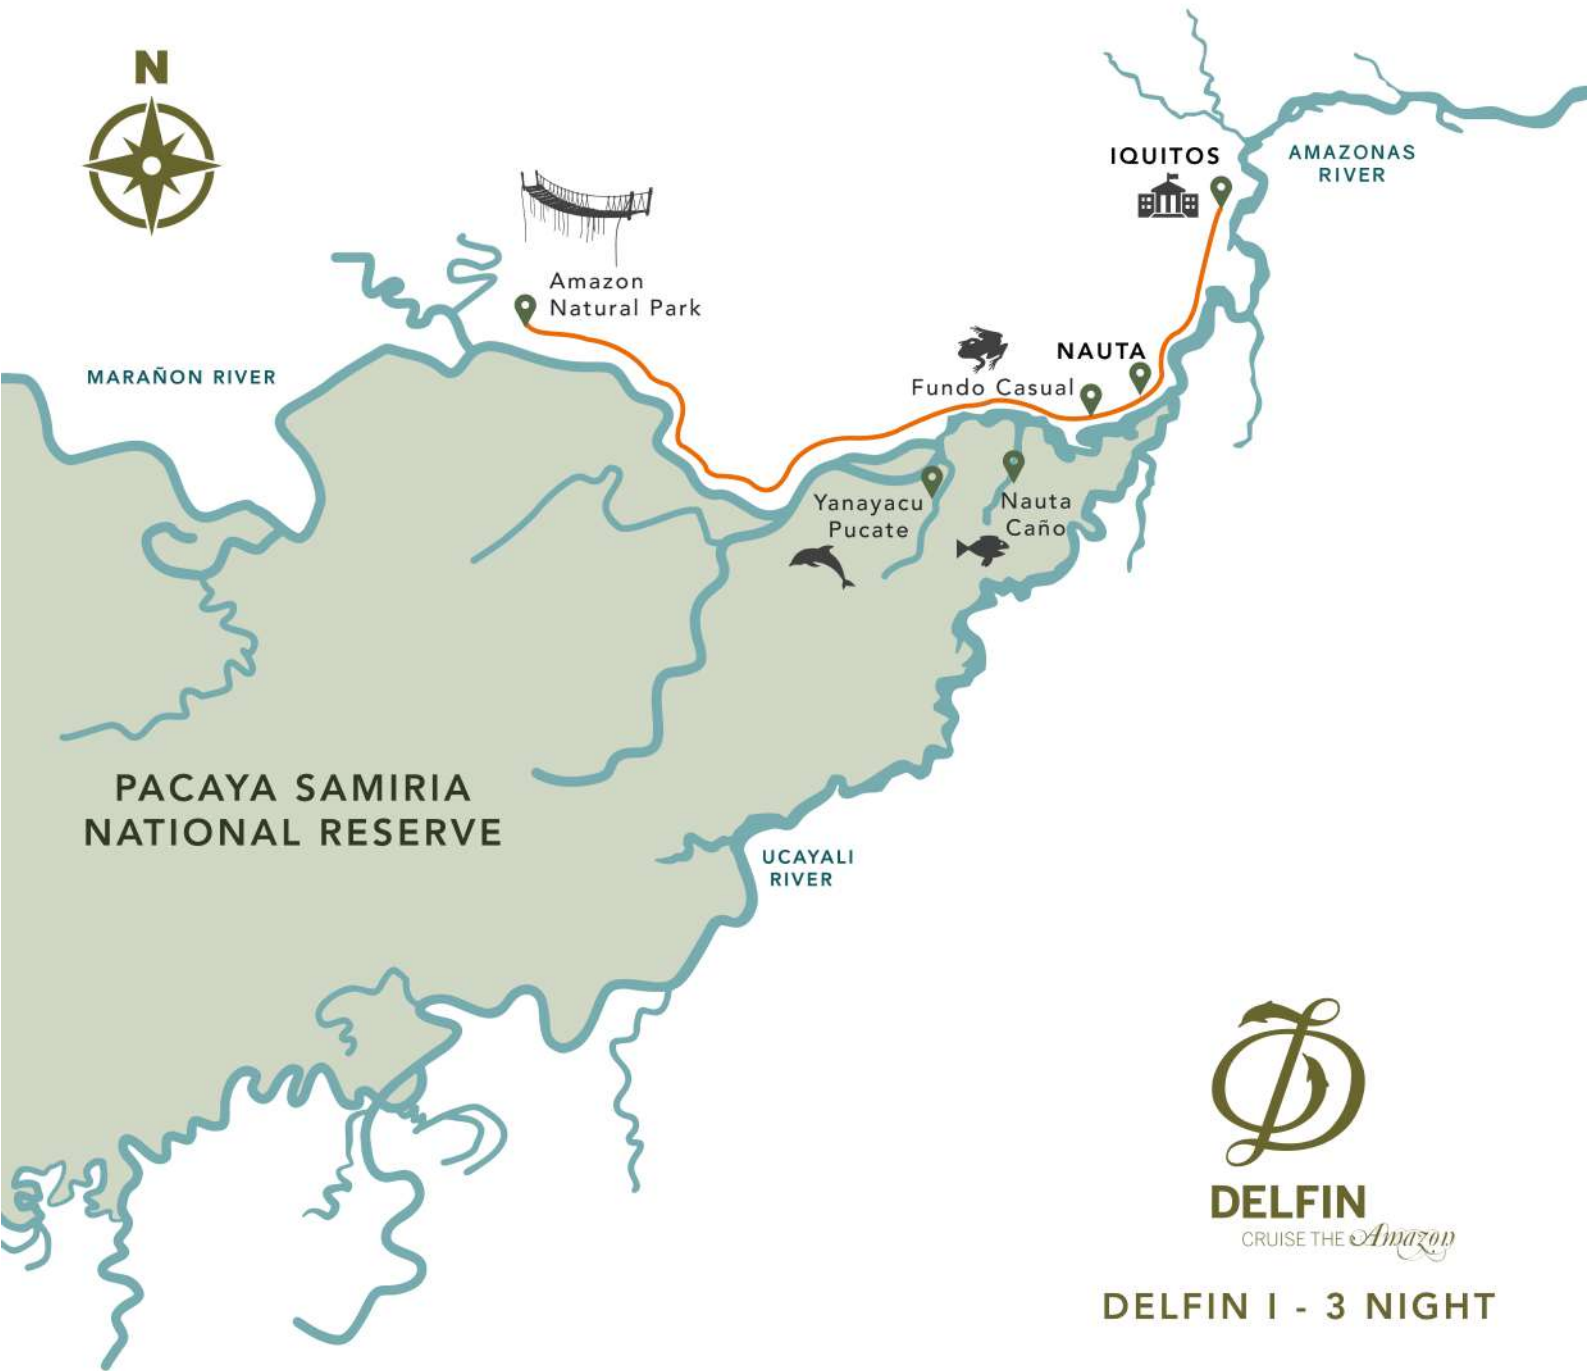 N
IQUITOS
AMAZONAS
RIVER
Amazon
Natural Park
MARAÑON RIVER
NAUTA
Fundo Casual
Yanayacu
Pucate
Nauta
Caño
PACAYA SAMIRIA
NATIONAL RESERVE
UCAYALI
RIVER
DELFIN
CRUISE THE Amazon
DELFIN I - 3 NIGHT